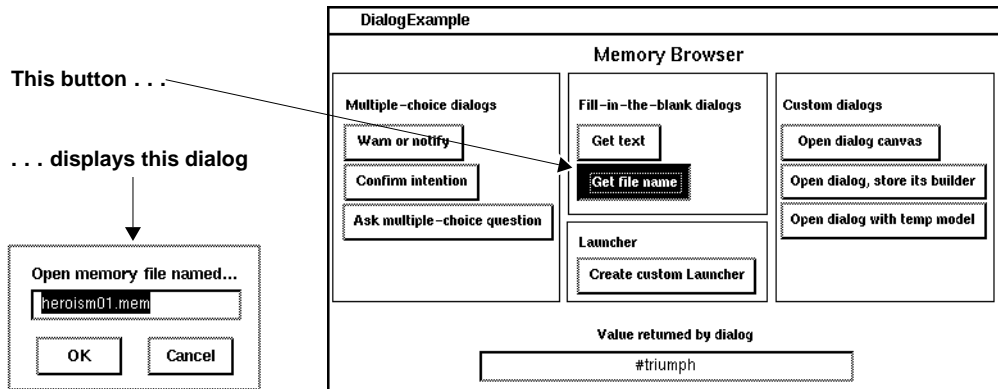 DialogExample
Memory Browser
This button . . .
. . . displays this dialog
Multiple-choice dialogs
Warn or notify
Confirm intention
Ask multiple-choice question
Fill-in-the-blank dialogs
Get text
Get file name
Launcher
Create custom Launcher
Custom dialogs
Open dialog canvas
Open dialog, store its builder
Open dialog with temp model
Open memory file named...
heroism01.mem
OK
Cancel
Value returned by dialog
#triumph